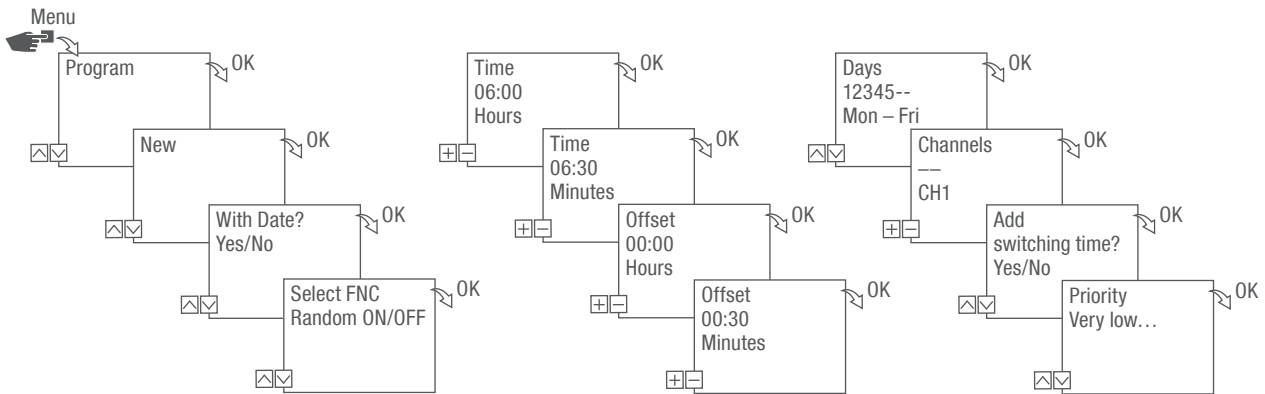 Menu
Program
OK
New
OK
With Date?
Yes/No
OK
Select FNC
Random ON/OFF
OK
Time
06:00
Hours
OK
Time
06:30
Minutes
OK
Offset
00:00
Hours
OK
Offset
00:30
Minutes
OK
Days
12345--
Mon – Fri
OK
Channels
––
CH1
OK
Add
switching time?
Yes/No
OK
Priority
Very low…
OK